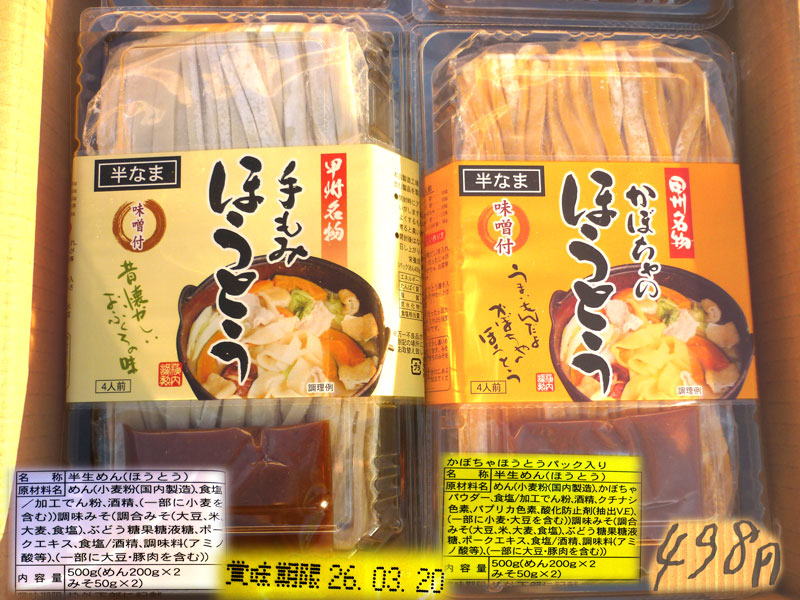 半なま
味噌付
甲州名物
手もみ
ほうとう
昔懐かしい
おふくろの味
4人前
調理例
半なま
味噌付
甲州名物
かぼちゃの
ほうとう
うまいもんだよ
かぼちゃの
ほうとう
4人前
調理例
名 称 半生めん(ほうとう)
原材料名 めん(小麦粉(国内製造)、食塩
/加工でん粉、酒精、(一部に小麦を
含む))調味みそ(調合みそ(大豆、米、
大麦、食塩)、ぶどう糖果糖液糖、ポ
ークエキス、食塩/酒精、調味料(アミノ
酸等)、(一部に大豆・豚肉を含む))
内 容 量 500g(めん200g×2
みそ50g×2)
賞味期限 26.03.20
かぼちゃほうとうパック入り
名 称 半生めん(ほうとう)
原材料名 めん(小麦粉(国内製造)、かぼちゃ
パウダー、食塩/加工でん粉、酒精、クチナシ
色素、パプリカ色素、酸化防止剤(抽出V.E)、
(一部に小麦・大豆を含む))調味みそ(調合
みそ(大豆、米、大麦、食塩)、ぶどう糖果糖液
糖、ポークエキス、食塩/酒精、調味料(アミノ
酸等)、(一部に大豆・豚肉を含む))
内 容 量 500g(めん200g×2
みそ50g×2)
498円